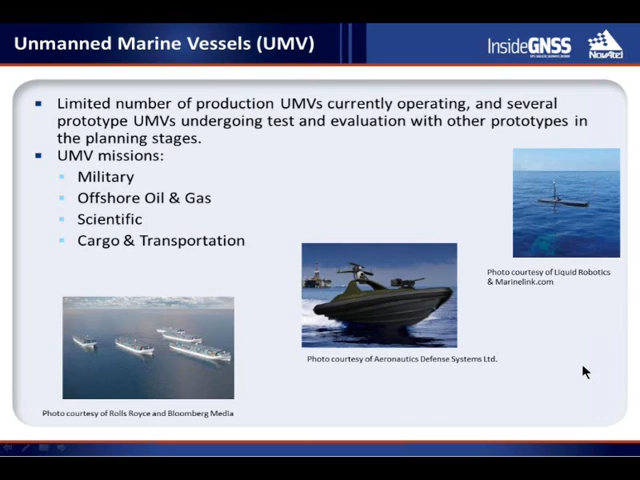 Unmanned Marine Vessels (UMV)
InsideGNSS
NovAtel
Limited number of production UMVs currently operating, and several
prototype UMVs undergoing test and evaluation with other prototypes in
the planning stages.
UMV missions:
Military
Offshore Oil & Gas
Scientific
Cargo & Transportation
Photo courtesy of Liquid Robotics
& Marinelink.com
Photo courtesy of Aeronautics Defense Systems Ltd.
Photo courtesy of Rolls Royce and Bloomberg Media